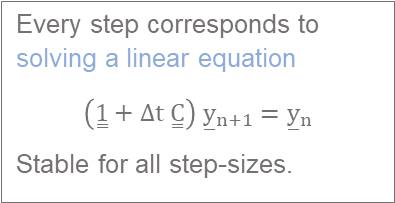 Every step corresponds to
solving a linear equation
(1 + Δt C) yn+1 = yn
Stable for all step-sizes.